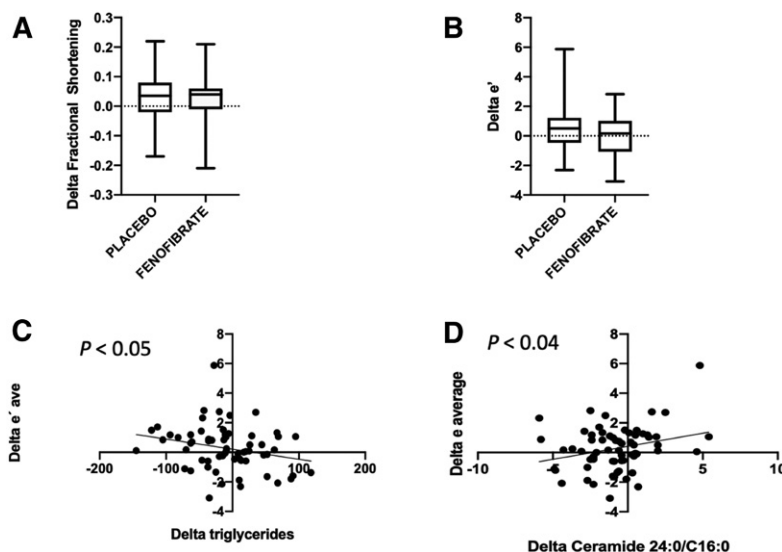 A
Delta Fractional Shortening
0.3
0.2
0.1
0.0
-0.1
-0.2
-0.3
PLACEBO
FENOFIBRATE
B
Delta e'
8
6
4
2
0
-2
-4
PLACEBO
FENOFIBRATE
C
P < 0.05
Delta e´ ave
8
6
4
2
-2
-4
-200
-100
0
100
200
Delta triglycerides
D
P < 0.04
Delta e average
8
6
4
2
-2
-4
-10
-5
0
5
10
Delta Ceramide 24:0/C16:0